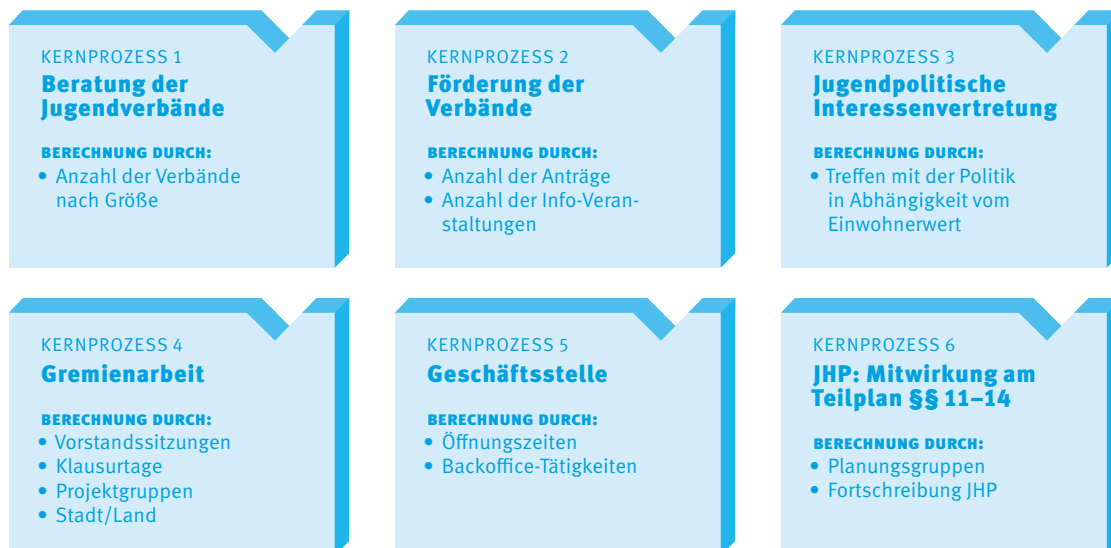 KERNPROZESS 1
Beratung der
Jugendverbände
BERECHNUNG DURCH:
• Anzahl der Verbände
nach Größe
KERNPROZESS 2
Förderung der
Verbände
BERECHNUNG DURCH:
• Anzahl der Anträge
• Anzahl der Info-Veran-
staltungen
KERNPROZESS 3
Jugendpolitische
Interessenvertretung
BERECHNUNG DURCH:
• Treffen mit der Politik
in Abhängigkeit vom
Einwohnerwert
KERNPROZESS 4
Gremienarbeit
BERECHNUNG DURCH:
• Vorstandssitzungen
• Klausurtage
• Projektgruppen
• Stadt/Land
KERNPROZESS 5
Geschäftsstelle
BERECHNUNG DURCH:
• Öffnungszeiten
• Backoffice-Tätigkeiten
KERNPROZESS 6
JHP: Mitwirkung am
Teilplan §§ 11–14
BERECHNUNG DURCH:
• Planungsgruppen
• Fortschreibung JHP